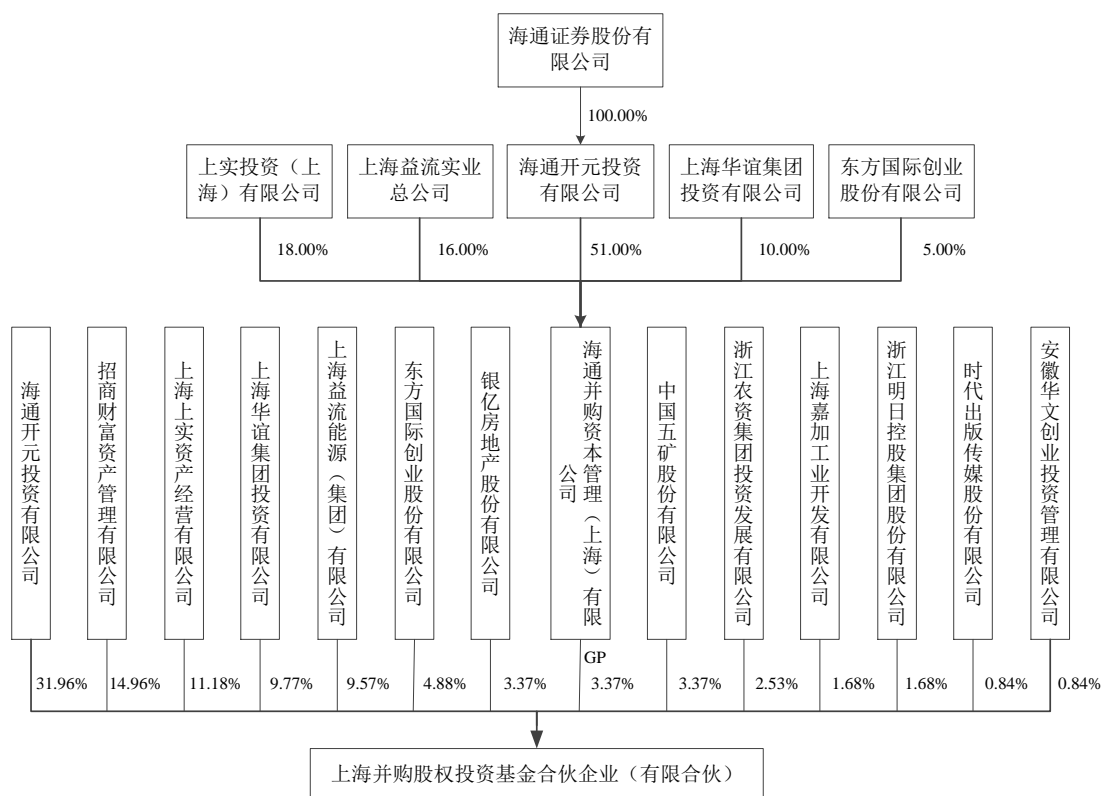 海通证券股份有
限公司
100.00%
上实投资（上
海）有限公司
上海益流实业
总公司
海通开元投资
有限公司
上海华谊集团
投资有限公司
东方国际创业
股份有限公司
18.00%
16.00%
51.00%
10.00%
5.00%
海通开元投资有限公司
招商财富资产管理有限公司
上海上实资产经营有限公司
上海华谊集团投资有限公司
上海益流能源（集团）有限公司
东方国际创业股份有限公司
银亿房地产股份有限公司
海通并购资本管理（上海）有限
公司
中国五矿股份有限公司
浙江农资集团投资发展有限公司
上海嘉加工业开发有限公司
浙江明日控股集团股份有限公司
时代出版传媒股份有限公司
安徽华文创业投资管理有限公司
GP
31.96%
14.96%
11.18%
9.77%
9.57%
4.88%
3.37%
3.37%
3.37%
2.53%
1.68%
1.68%
0.84%
0.84%
上海并购股权投资基金合伙企业（有限合伙）